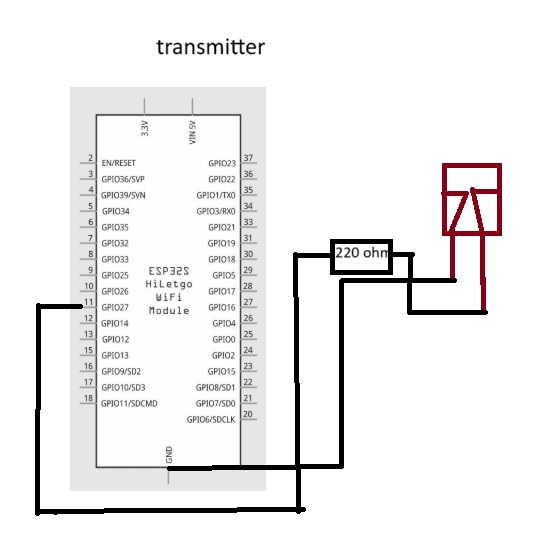 transmitter
3.3V
VIN 5V
2 EN/RESET
3 GPIO36/SVP
4 GPIO39/SVN
5 GPIO34
6 GPIO35
7 GPIO32
8 GPIO33
9 GPIO25
10 GPIO26
11 GPIO27
12 GPIO14
13 GPIO12
15 GPIO13
16 GPIO9/SD2
17 GPIO10/SD3
18 GPIO11/SDCMD
ESP32S
HiLetgo
WiFi
Module
GPIO23 37
GPIO22 36
GPIO1/TX0 35
GPIO3/RX0 34
GPIO21 33
GPIO19 31
GPIO18 30
GPIO5 29
GPIO17 28
GPIO16 27
GPIO4 26
GPIO0 25
GPIO2 24
GPIO15 23
GPIO8/SD1 22
GPIO7/SD0 21
GPIO6/SDCLK 20
GND
220 ohm